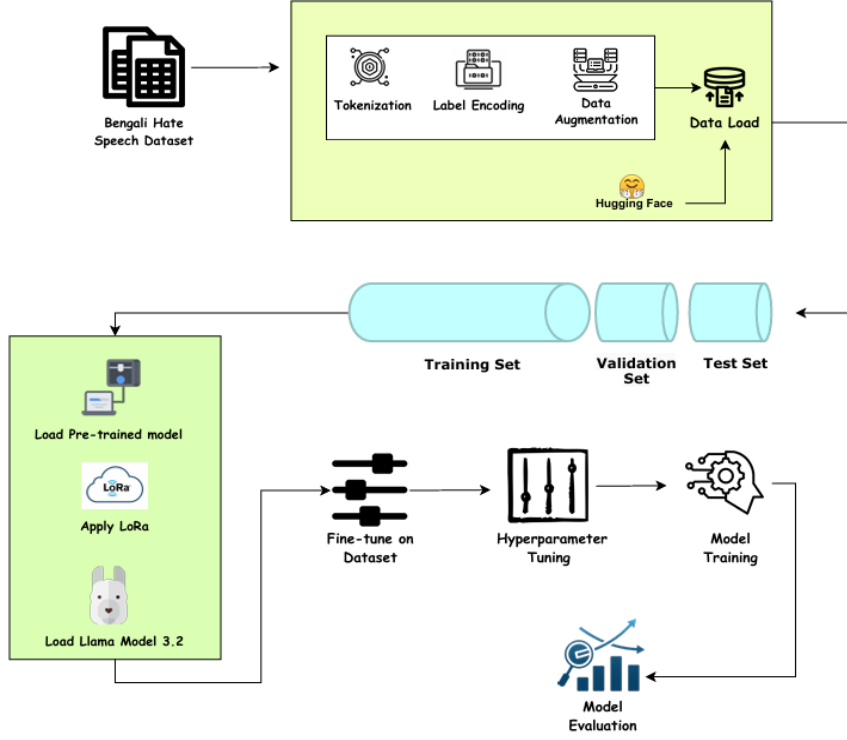 Bengali Hate
Speech Dataset
Tokenization
Label Encoding
Data
Augmentation
Data Load
Hugging Face
Training Set
Validation
Set
Test Set
Load Pre-trained model
LoRa
Apply LoRa
Load Llama Model 3.2
Fine-tune on
Dataset
Hyperparameter
Tuning
Model
Training
Model
Evaluation